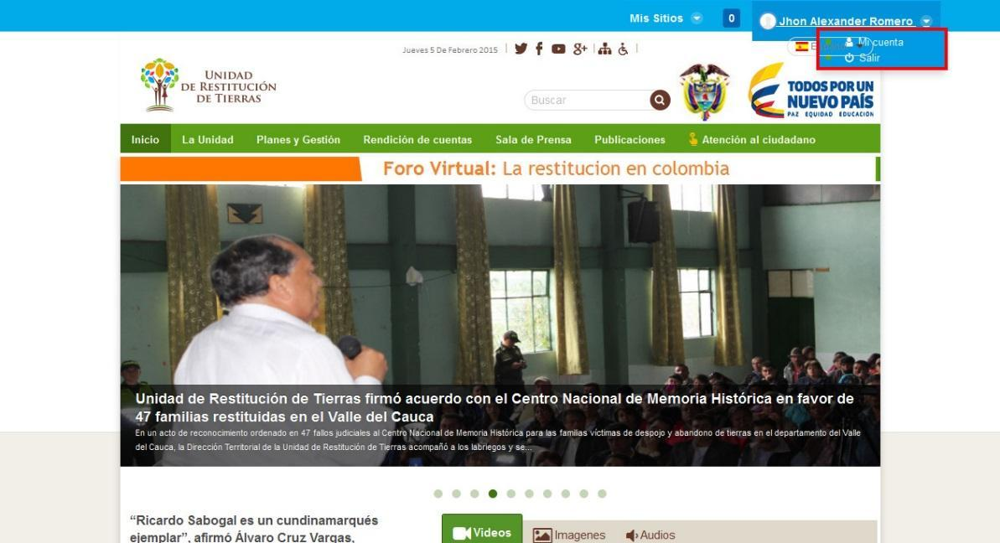 Mis Sitios
0
Jhon Alexander Romero
Mi cuenta
Salir
Jueves 5 De Febrero 2015
UNIDAD
DE RESTITUCIÓN
DE TIERRAS
Buscar
TODOS POR UN
NUEVO PAÍS
PAZ EQUIDAD EDUCACIÓN
Inicio La Unidad Planes y Gestión Rendición de cuentas Sala de Prensa Publicaciones Atención al ciudadano
Foro Virtual: La restitucion en colombia
Unidad de Restitución de Tierras firmó acuerdo con el Centro Nacional de Memoria Histórica en favor de
47 familias restituidas en el Valle del Cauca
En un acto de reconocimiento ordenado en 47 fallos judiciales al Centro Nacional de Memoria Histórica para las familias víctimas de despojo y abandono de tierras en el departamento del Valle
del Cauca, la Dirección Territorial de la Unidad de Restitución de Tierras acompañó a los labriegos y se...
“Ricardo Sabogal es un cundinamarqués
ejemplar”, afirmó Álvaro Cruz Vargas,
Videos Imagenes Audios